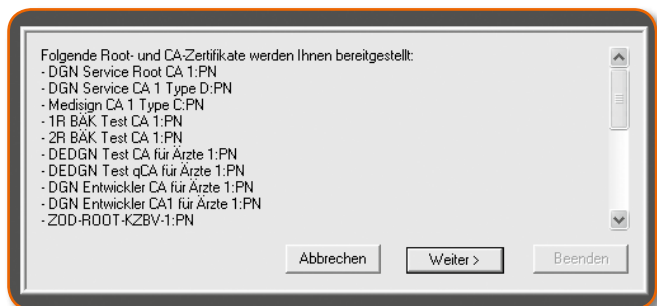 Folgende Root- und CA-Zertifikate werden Ihnen bereitgestellt:
- DGN Service Root CA 1:PN
- DGN Service CA 1 Type D:PN
- Medisign CA 1 Type C:PN
- 1R BÄK Test CA 1:PN
- 2R BÄK Test CA 1:PN
- DEDGN Test CA für Ärzte 1:PN
- DEDGN Test qCA für Ärzte 1:PN
- DGN Entwickler CA für Ärzte 1:PN
- DGN Entwickler CA1 für Ärzte 1:PN
- ZOD-ROOT-KZBV-1:PN
Abbrechen Weiter > Beenden